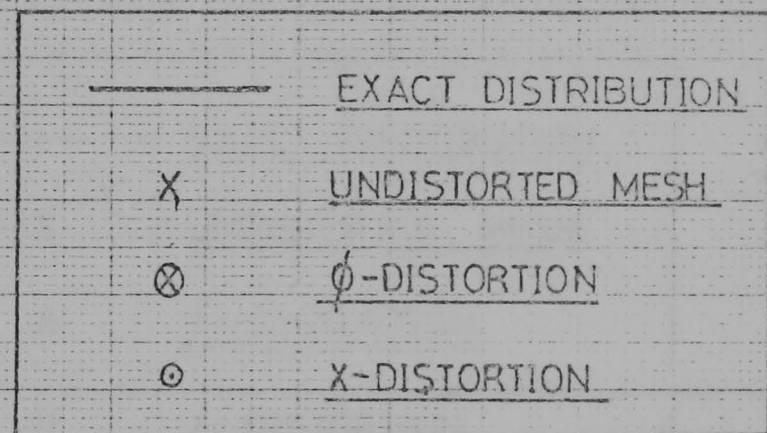 EXACT DISTRIBUTION
X UNDISTORTED MESH
⊗ ϕ-DISTORTION
⊙ X-DISTORTION